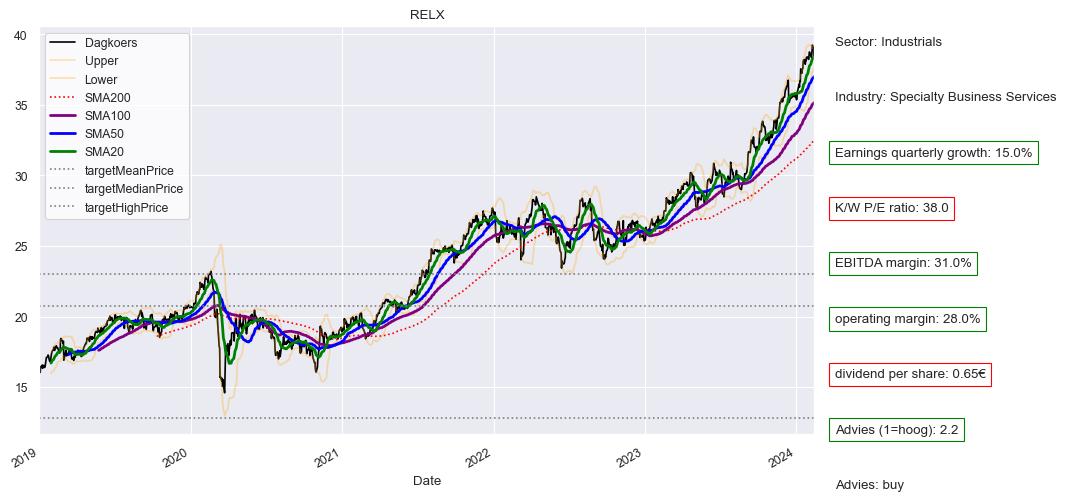 RELX
Dagkoers
Upper
Lower
SMA200
SMA100
SMA50
SMA20
targetMeanPrice
targetMedianPrice
targetHighPrice
40
35
30
25
20
15
2019
2020
2021
2022
2023
2024
Date
Sector: Industrials
Industry: Specialty Business Services
Earnings quarterly growth: 15.0%
K/W P/E ratio: 38.0
EBITDA margin: 31.0%
operating margin: 28.0%
dividend per share: 0.65€
Advies (1=hoog): 2.2
Advies: buy